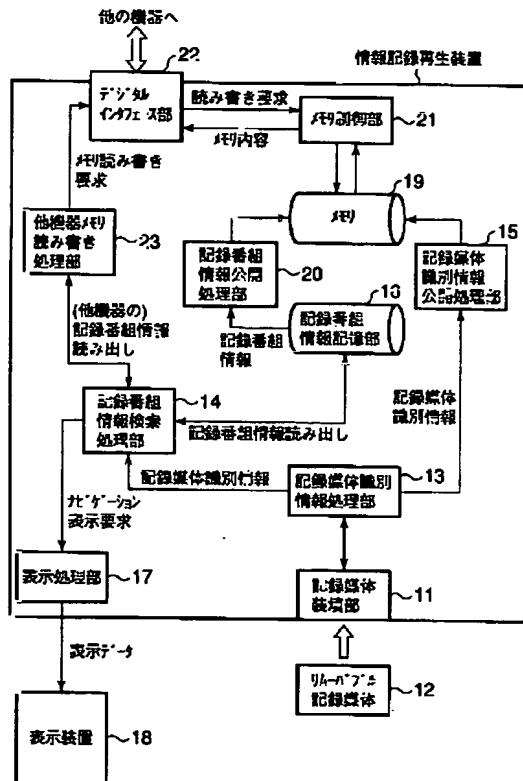 他の機器へ
22
情報記録再生装置
デジタル
インタフェース部
読み書き要求
メモリ内容
メモリ制御部
21
メモリ読み書き
要求
19
メモリ
15
他機器メモリ
読み書き
処理部
23
記録番組
情報公開
処理部
20
記録媒体
識別情報
公開処理部
(他機器の)
記録番組情報
読み出し
記録番組
情報
記録番組
情報記憶部
14
記録番組
情報検索
処理部
記録番組情報読み出し
記録媒体
識別情報
記録媒体識別情報
13
記録媒体識別
情報処理部
ナビゲーション
表示要求
表示処理部
17
記録媒体
装填部
11
表示データ
リムーバブル
記録媒体
12
表示装置
18